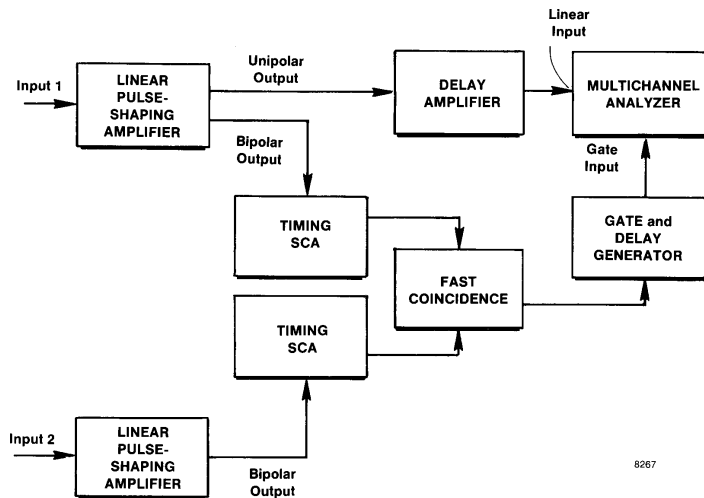 Linear
Input
Input 1
LINEAR
PULSE-
SHAPING
AMPLIFIER
Unipolar
Output
DELAY
AMPLIFIER
MULTICHANNEL
ANALYZER
Bipolar
Output
Gate
Input
TIMING
SCA
GATE and
DELAY
GENERATOR
FAST
COINCIDENCE
TIMING
SCA
Input 2
LINEAR
PULSE-
SHAPING
AMPLIFIER
Bipolar
Output
8267